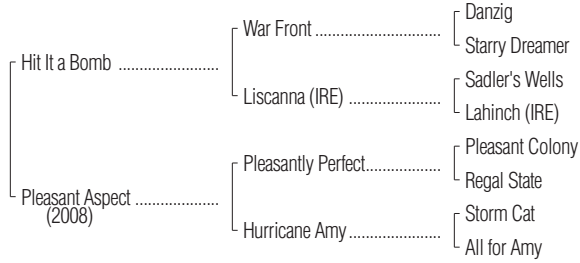 Danzig
War Front
Starry Dreamer
Hit It a Bomb
Sadler's Wells
Liscanna (IRE)
Lahinch (IRE)
Pleasant Colony
Pleasantly Perfect
Regal State
Pleasant Aspect
(2008)
Storm Cat
Hurricane Amy
All for Amy